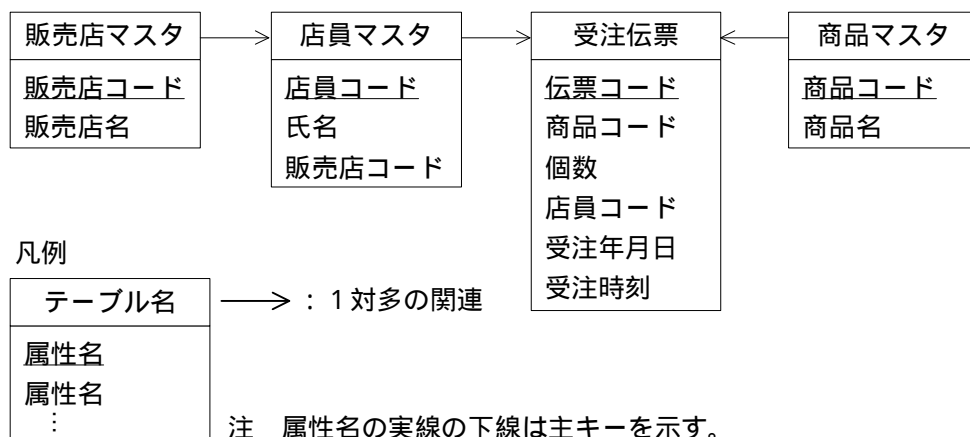 販売店マスタ
販売店コード
販売店名
店員マスタ
店員コード
氏名
販売店コード
受注伝票
伝票コード
商品コード
個数
店員コード
受注年月日
受注時刻
商品マスタ
商品コード
商品名
凡例
テーブル名
属性名
属性名
⋮
：１対多の関連
注　属性名の実線の下線は主キーを示す。